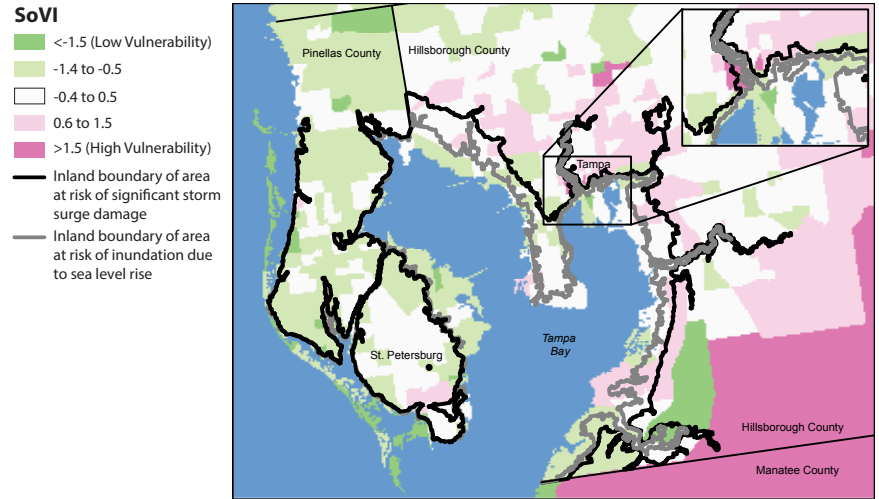 SoVI
<-1.5 (Low Vulnerability)
-1.4 to -0.5
-0.4 to 0.5
0.6 to 1.5
>1.5 (High Vulnerability)
Inland boundary of area
at risk of significant storm
surge damage
Inland boundary of area
at risk of inundation due
to sea level rise
Pinellas County
Hillsborough County
Tampa
Tampa
Bay
St. Petersburg
Hillsborough County
Manatee County